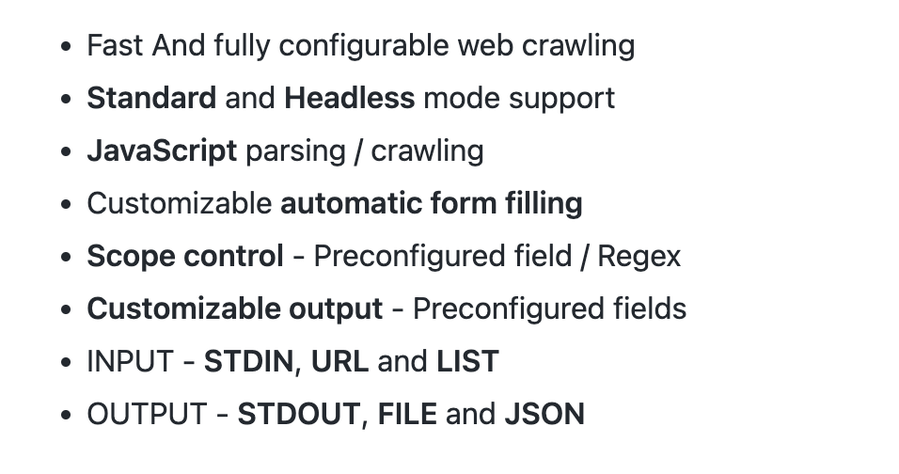 • Fast And fully configurable web crawling
• Standard and Headless mode support
• JavaScript parsing / crawling
• Customizable automatic form filling
• Scope control - Preconfigured field / Regex
• Customizable output - Preconfigured fields
• INPUT - STDIN, URL and LIST
• OUTPUT - STDOUT, FILE and JSON